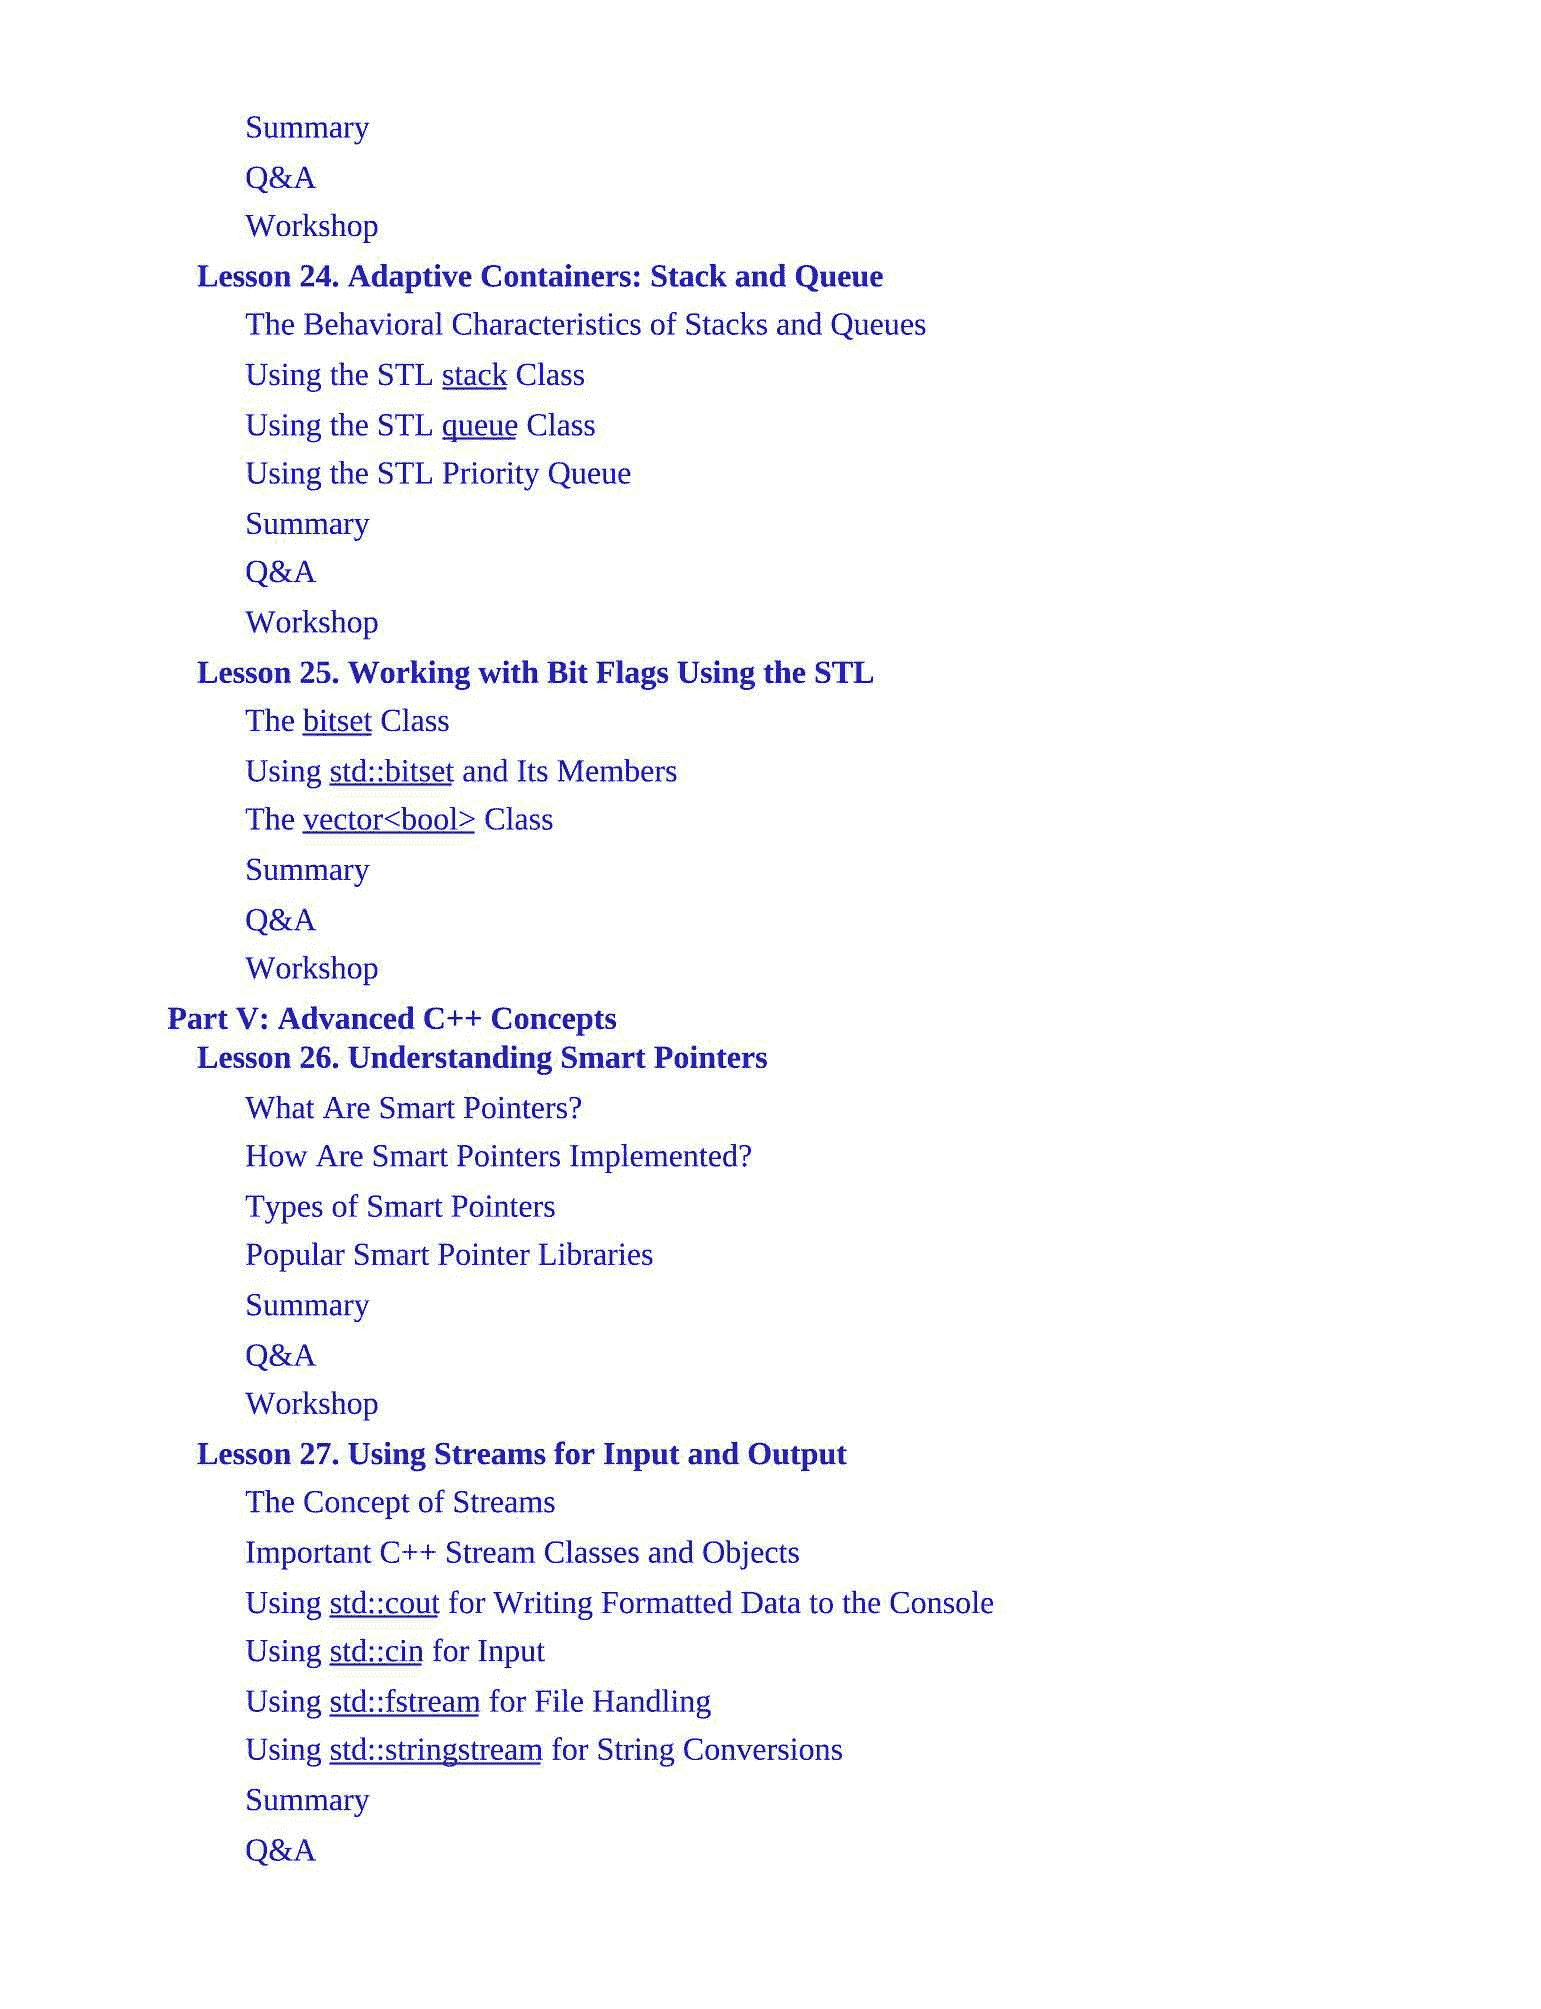 Summary
Q&A
Workshop
Lesson 24. Adaptive Containers: Stack and Queue
The Behavioral Characteristics of Stacks and Queues
Using the STL stack Class
Using the STL queue Class
Using the STL Priority Queue
Summary
Q&A
Workshop
Lesson 25. Working with Bit Flags Using the STL
The bitset Class
Using std::bitset and Its Members
The vector<bool> Class
Summary
Q&A
Workshop
Part V: Advanced C++ Concepts
Lesson 26. Understanding Smart Pointers
What Are Smart Pointers?
How Are Smart Pointers Implemented?
Types of Smart Pointers
Popular Smart Pointer Libraries
Summary
Q&A
Workshop
Lesson 27. Using Streams for Input and Output
The Concept of Streams
Important C++ Stream Classes and Objects
Using std::cout for Writing Formatted Data to the Console
Using std::cin for Input
Using std::fstream for File Handling
Using std::stringstream for String Conversions
Summary
Q&A